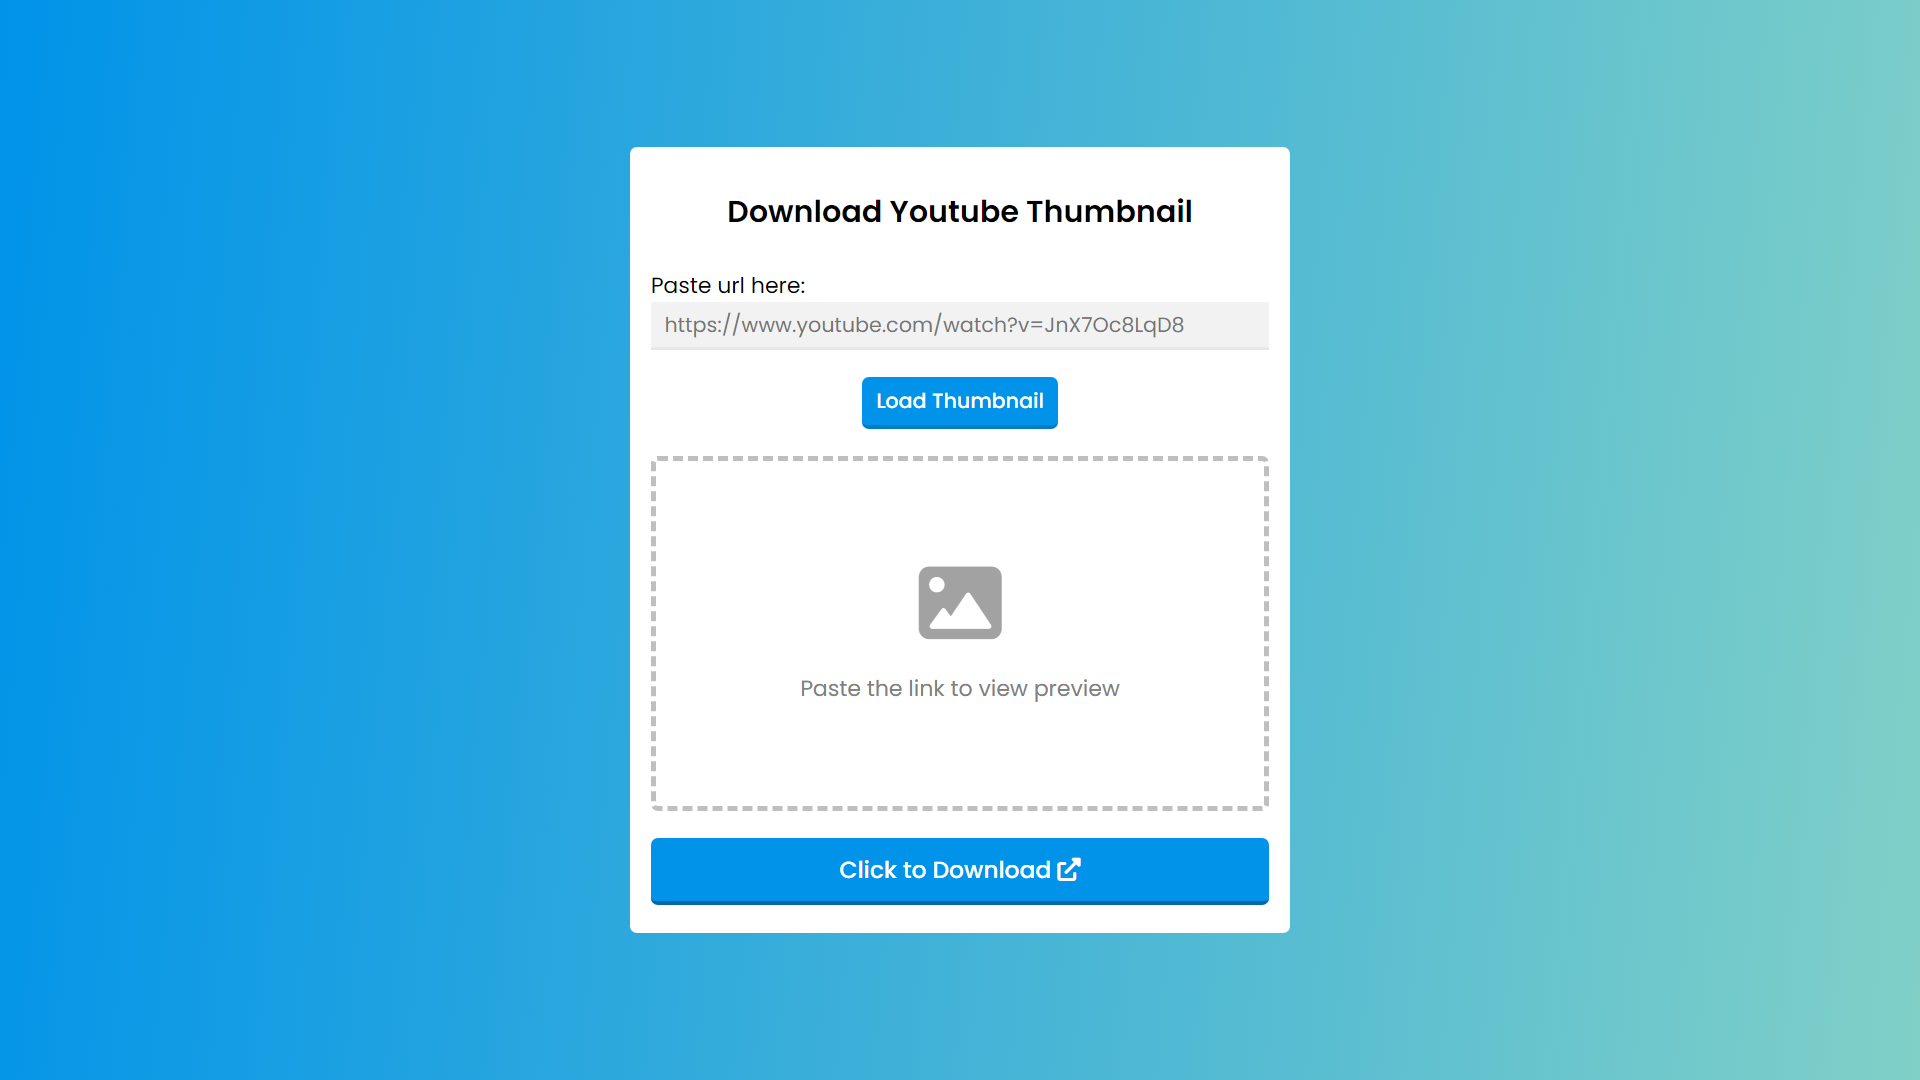 Download Youtube Thumbnail
Paste url here:
https://www.youtube.com/watch?v=JnX7Oc8LqD8
Load Thumbnail
Paste the link to view preview
Click to Download